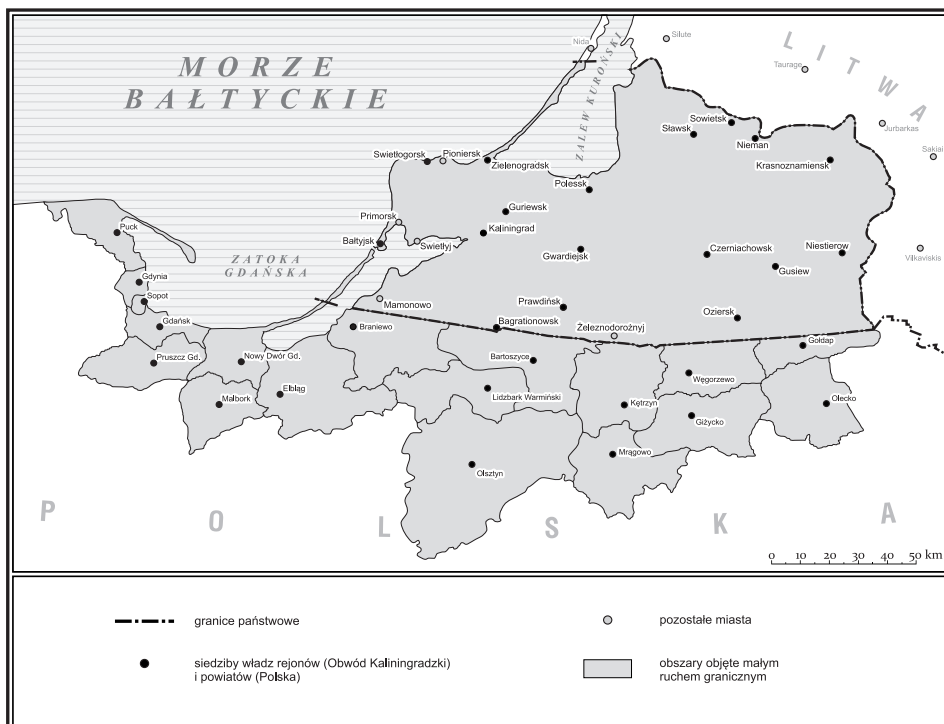 MORZE
BAŁTYCKIE
ZALEW KUROŃSKI
LITWA
Nida
Silute
Taurage
Jurbarkas
Sakiai
Vilkaviskis
Sowietsk
Sławsk
Nieman
Krasnoznamiensk
Swietłogorsk
Pioniersk
Zielenogradsk
Polessk
Guriewsk
Primorsk
Kaliningrad
Bałtyjsk
Swietłyj
Gwardiejsk
Czerniachowsk
Niestierow
Gusiew
Puck
ZATOKA
GDAŃSKA
Gdynia
Sopot
Mamonowo
Prawdińsk
Oziersk
Gdańsk
Braniewo
Bagrationowsk
Żeleznodorożnyj
Gołdap
Pruszcz Gd.
Nowy Dwór Gd.
Bartoszyce
Węgorzewo
Malbork
Elbląg
Lidzbark Warmiński
Kętrzyn
Olecko
Giżycko
Mrągowo
Olsztyn
POLSKA
0 10 20 30 40 50 km
granice państwowe
pozostałe miasta
siedziby władz rejonów (Obwód Kaliningradzki)
i powiatów (Polska)
obszary objęte małym
ruchem granicznym